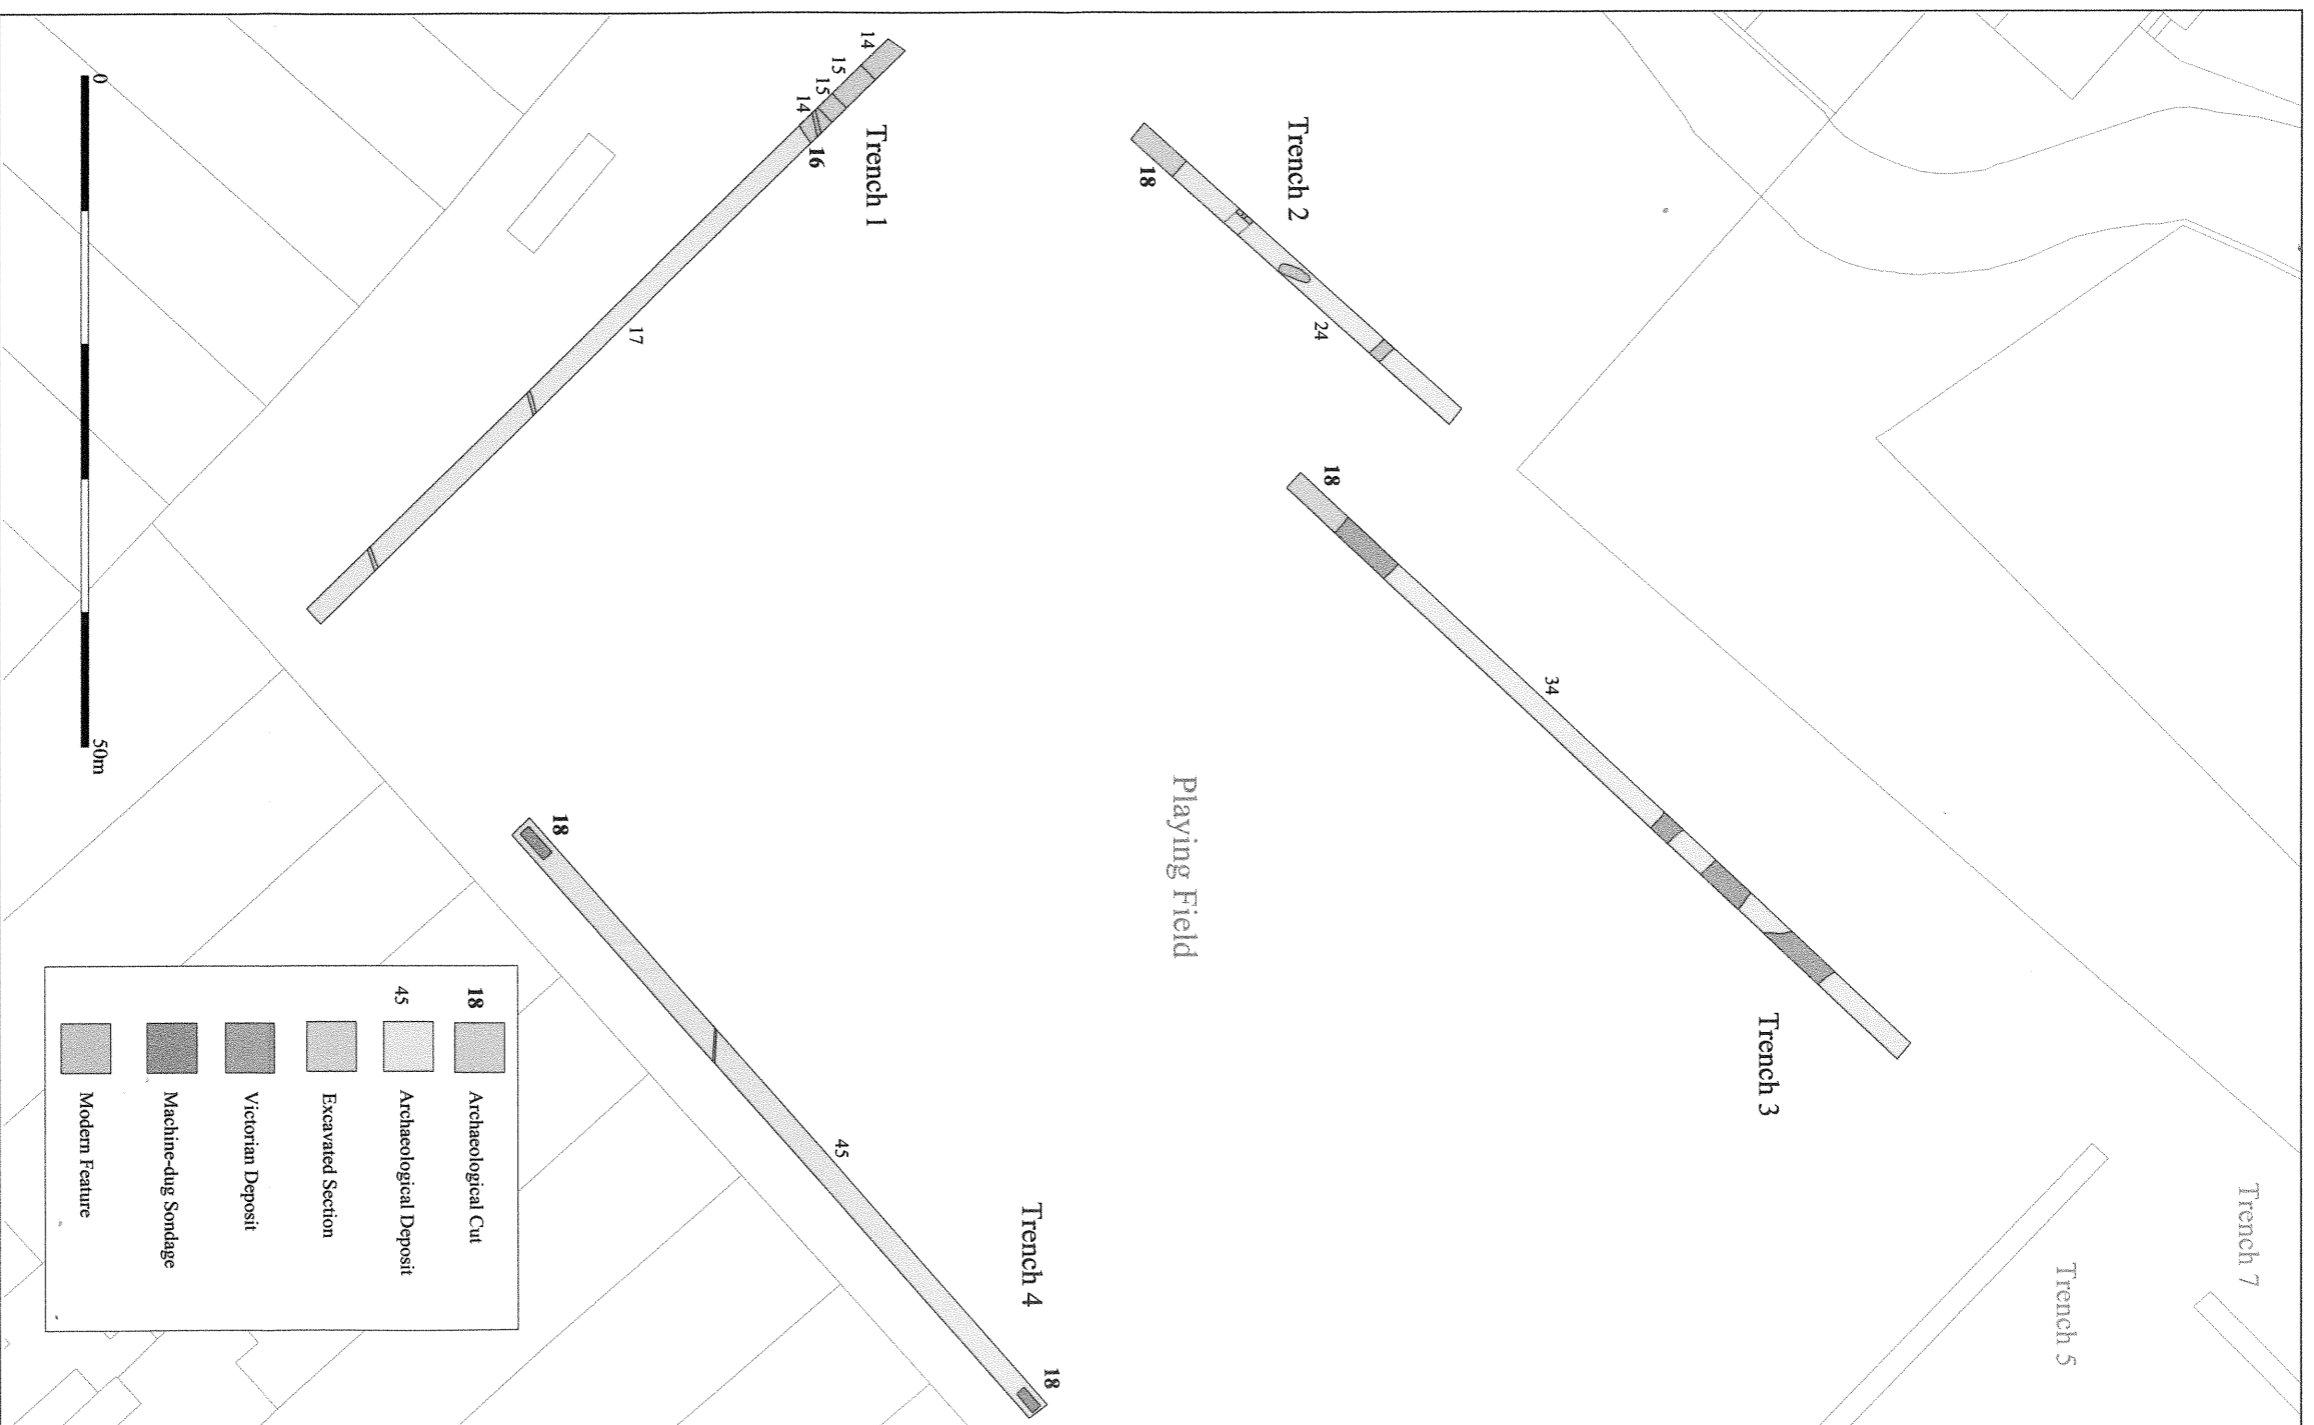 Trench 7
Trench 5
Trench 3
34
18
Trench 2
24
18
Playing Field
Trench 4
18
45
18
Trench 1
14
15
15
14
16
17
18 Archaeological Cut
45 Archaeological Deposit
Excavated Section
Victorian Deposit
Machine-dug Sondage
Modern Feature
0
50m